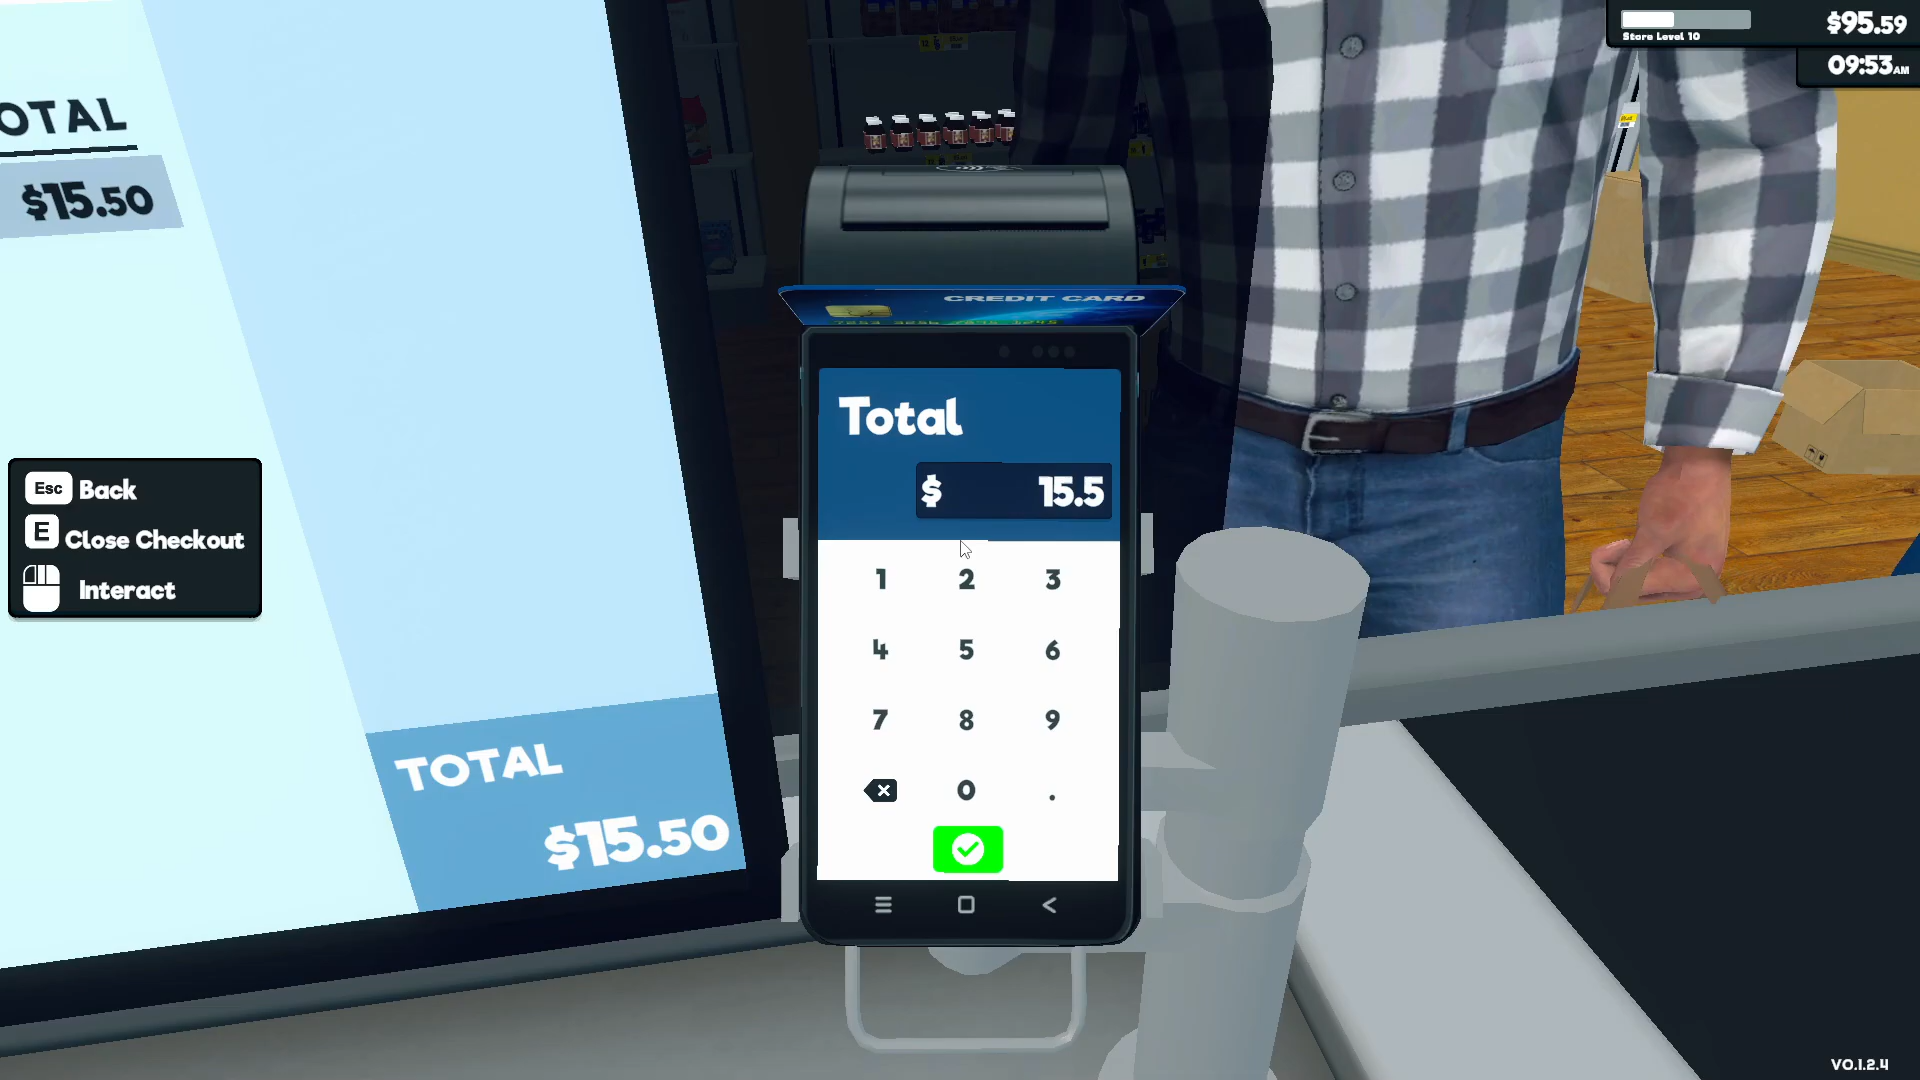 $95.59
Store Level 10
09:53AM
OTAL
$15.50
CREDIT CARD
Total
$ 15.5
Esc Back
E Close Checkout
Interact
1 2 3
4 5 6
7 8 9
0 .
TOTAL
$15.50
V0.1.2.4